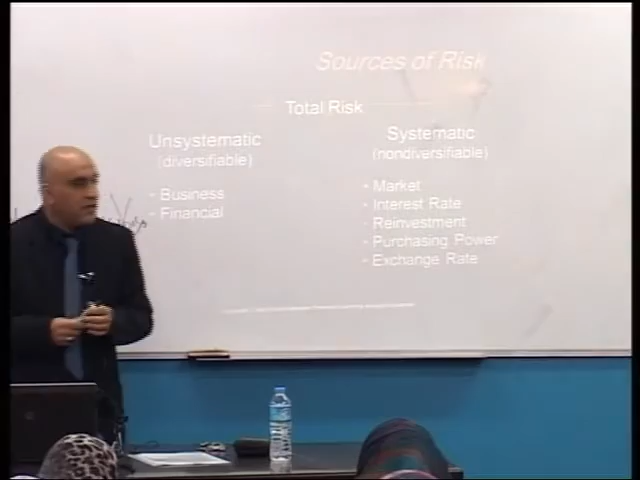 Sources of Risk
Total Risk
Unsystematic
(diversifiable)
- Business
- Financial
Systematic
(nondiversifiable)
- Market
- Interest Rate
- Reinvestment
- Purchasing Power
- Exchange Rate